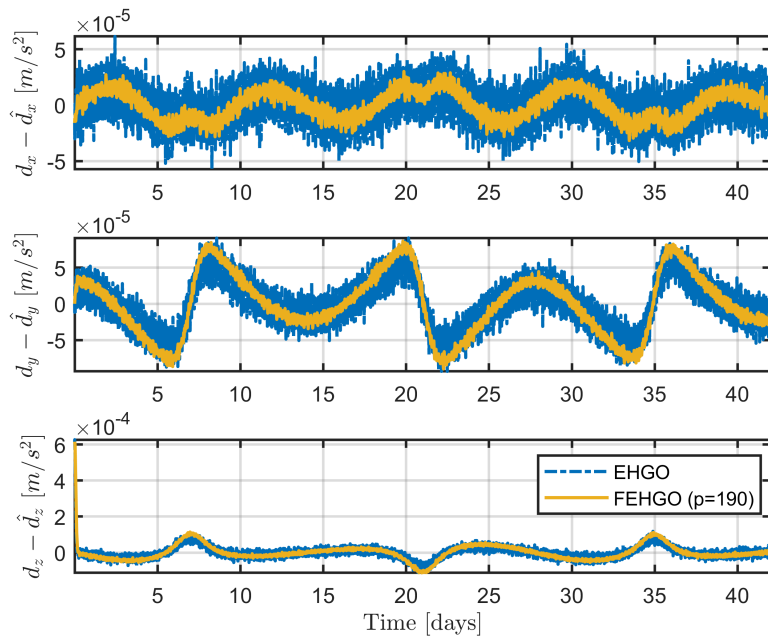 ×10⁻⁵
d_x − d̂_x [m/s²]
5
0
-5
5 10 15 20 25 30 35 40
×10⁻⁵
d_y − d̂_y [m/s²]
5
0
-5
5 10 15 20 25 30 35 40
×10⁻⁴
d_z − d̂_z [m/s²]
6
4
2
0
EHGO
FEHGO (p=190)
5 10 15 20 25 30 35 40
Time [days]